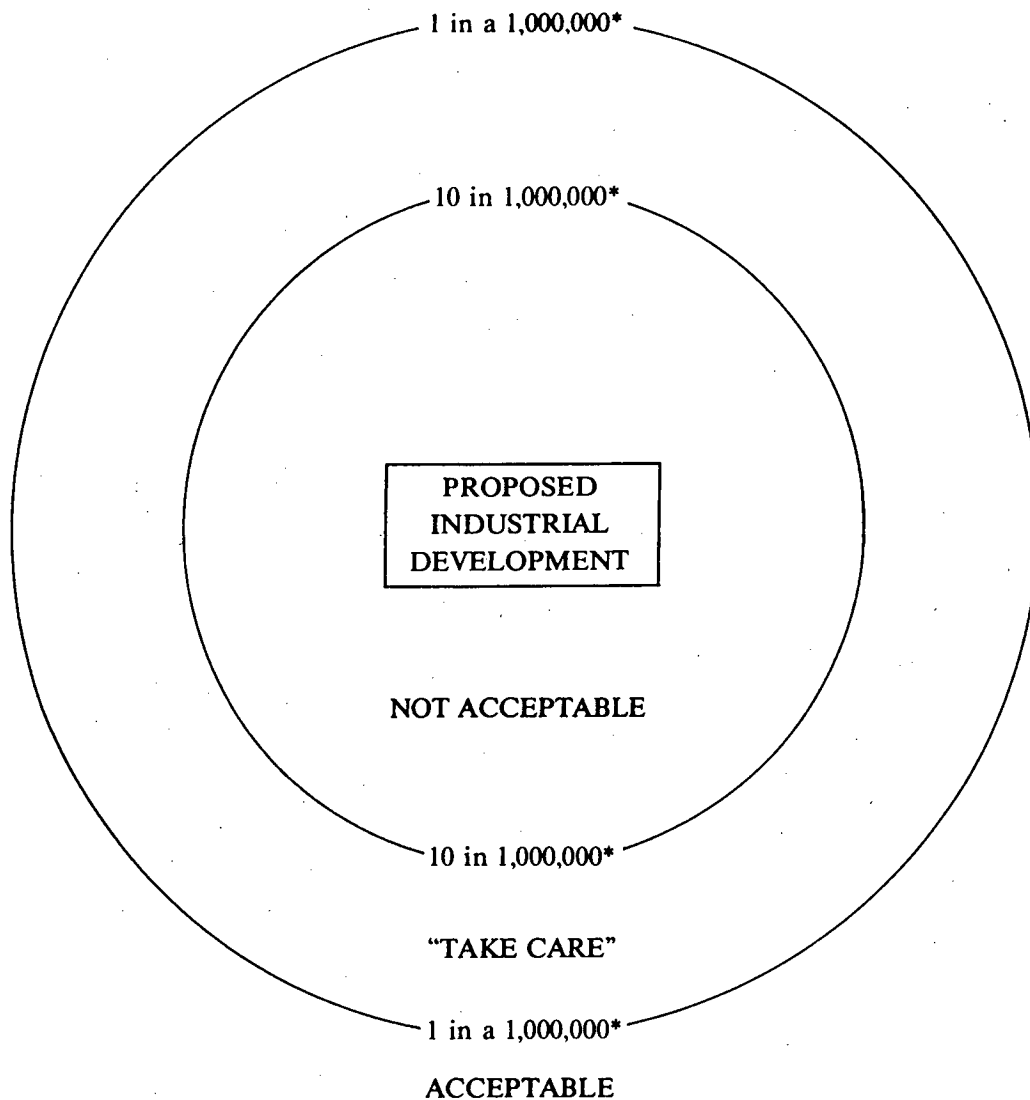 1 in a 1,000,000*
10 in 1,000,000*
PROPOSED
INDUSTRIAL
DEVELOPMENT
NOT ACCEPTABLE
10 in 1,000,000*
“TAKE CARE”
1 in a 1,000,000*
ACCEPTABLE